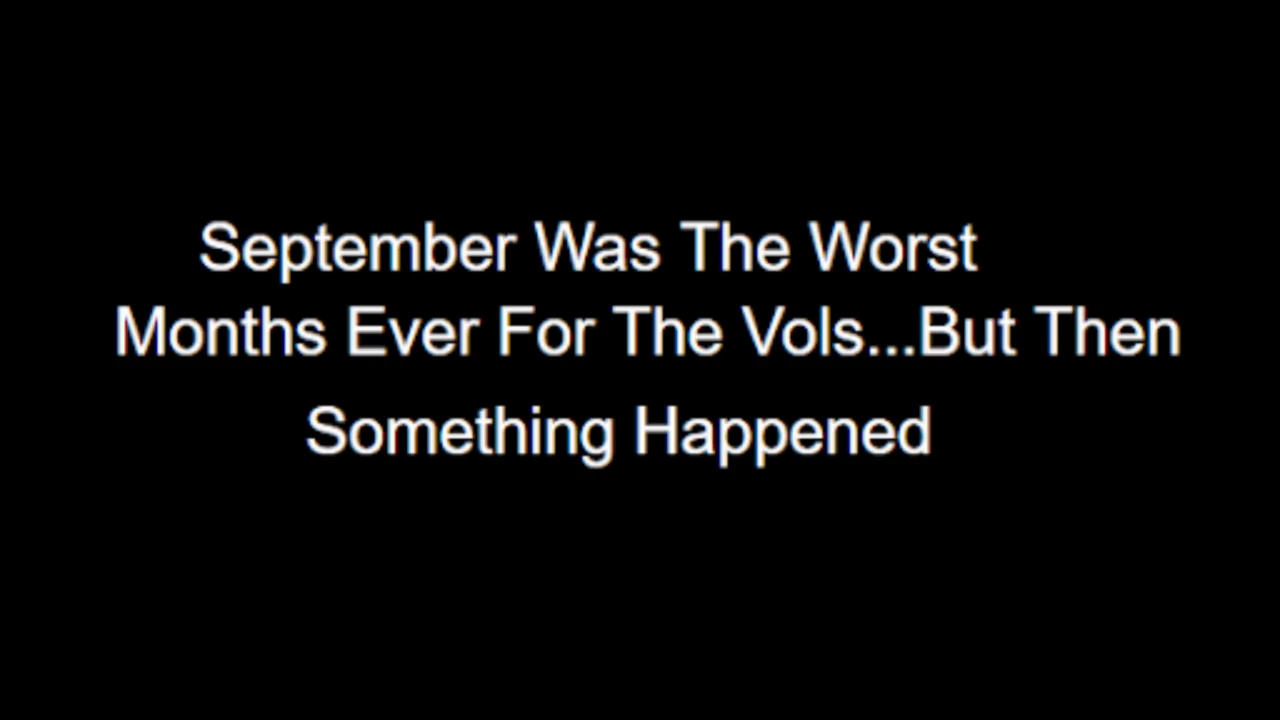 September Was The Worst
Months Ever For The Vols...But Then
Something Happened